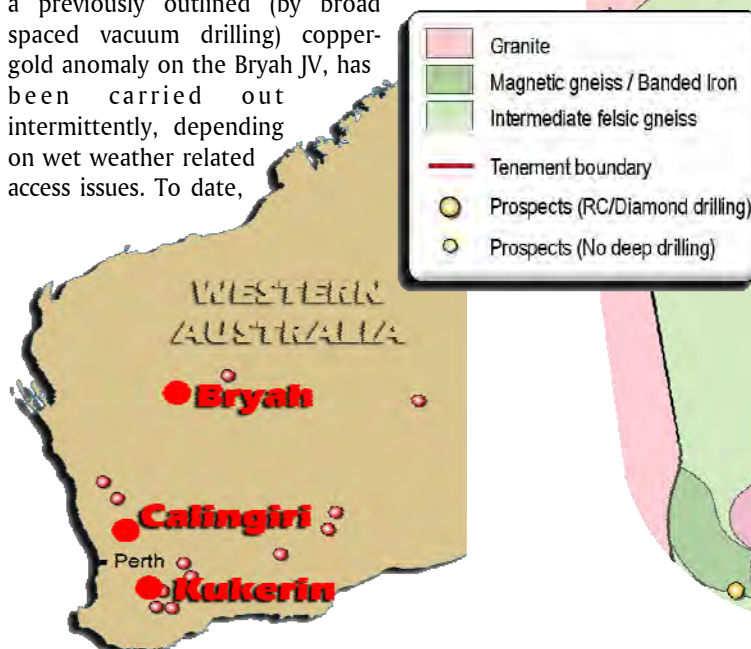 a previously outlined (by broad
spaced vacuum drilling) copper-
gold anomaly on the Bryah JV, has
been carried out
intermittently, depending
on wet weather related
access issues. To date,
WESTERN
AUSTRALIA
Bryah
Calingiri
Perth
Kukerin
Granite
Magnetic gneiss / Banded Iron
Intermediate felsic gneiss
Tenement boundary
Prospects (RC/Diamond drilling)
Prospects (No deep drilling)